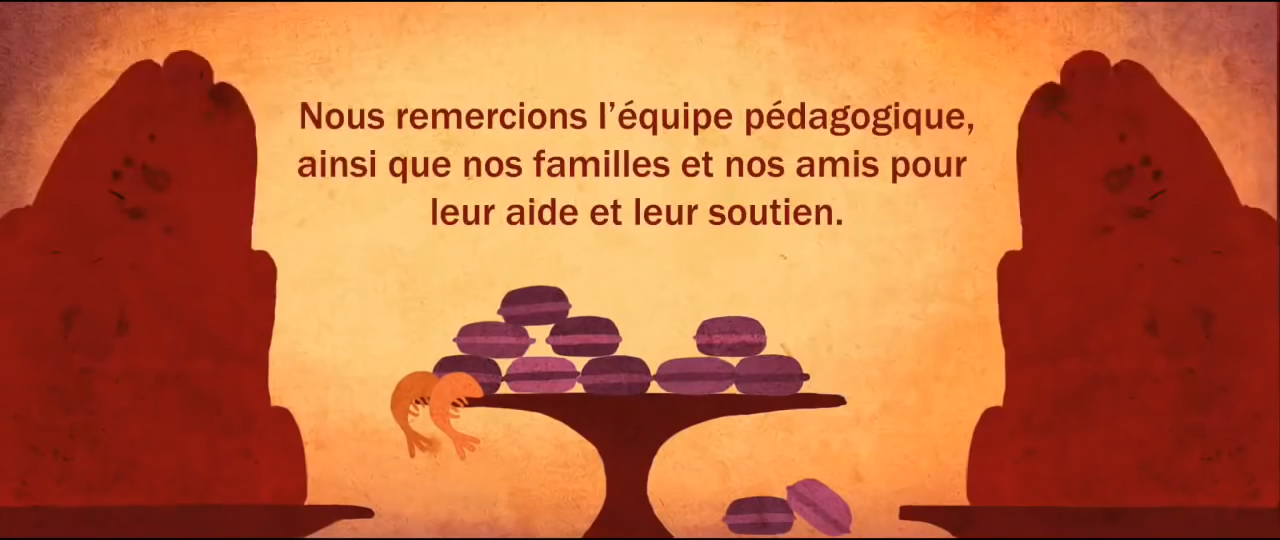 Nous remercions l’équipe pédagogique,
ainsi que nos familles et nos amis pour
leur aide et leur soutien.